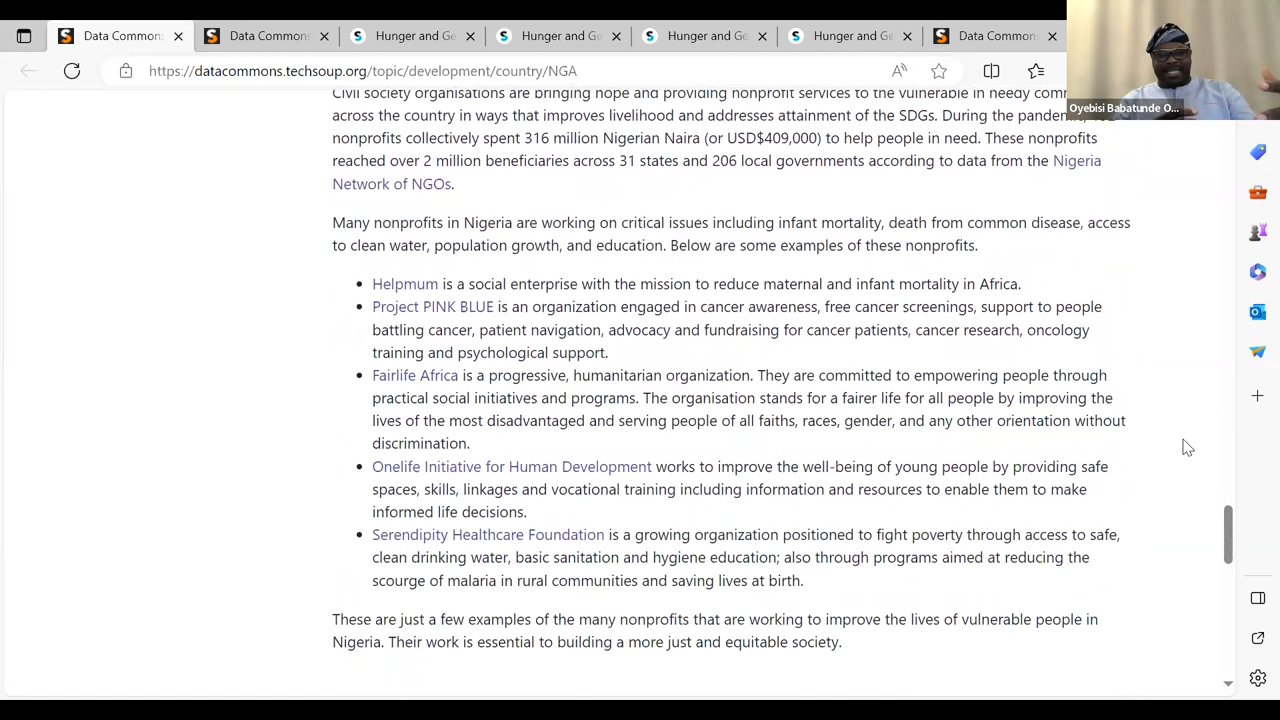 Data Commons
Data Commons
Hunger and Ge
Hunger and Ge
Hunger and Ge
Hunger and Ge
Data Commons
https://datacommons.techsoup.org/topic/development/country/NGA
Oyebisi Babatunde O...
Civil society organisations are bringing hope and providing nonprofit services to the vulnerable in needy com
across the country in ways that improves livelihood and addresses attainment of the SDGs. During the pandemic,
nonprofits collectively spent 316 million Nigerian Naira (or USD$409,000) to help people in need. These nonprofits
reached over 2 million beneficiaries across 31 states and 206 local governments according to data from the Nigeria
Network of NGOs.
Many nonprofits in Nigeria are working on critical issues including infant mortality, death from common disease, access
to clean water, population growth, and education. Below are some examples of these nonprofits.
• Helpmum is a social enterprise with the mission to reduce maternal and infant mortality in Africa.
• Project PINK BLUE is an organization engaged in cancer awareness, free cancer screenings, support to people
battling cancer, patient navigation, advocacy and fundraising for cancer patients, cancer research, oncology
training and psychological support.
• Fairlife Africa is a progressive, humanitarian organization. They are committed to empowering people through
practical social initiatives and programs. The organisation stands for a fairer life for all people by improving the
lives of the most disadvantaged and serving people of all faiths, races, gender, and any other orientation without
discrimination.
• Onelife Initiative for Human Development works to improve the well-being of young people by providing safe
spaces, skills, linkages and vocational training including information and resources to enable them to make
informed life decisions.
• Serendipity Healthcare Foundation is a growing organization positioned to fight poverty through access to safe,
clean drinking water, basic sanitation and hygiene education; also through programs aimed at reducing the
scourge of malaria in rural communities and saving lives at birth.
These are just a few examples of the many nonprofits that are working to improve the lives of vulnerable people in
Nigeria. Their work is essential to building a more just and equitable society.